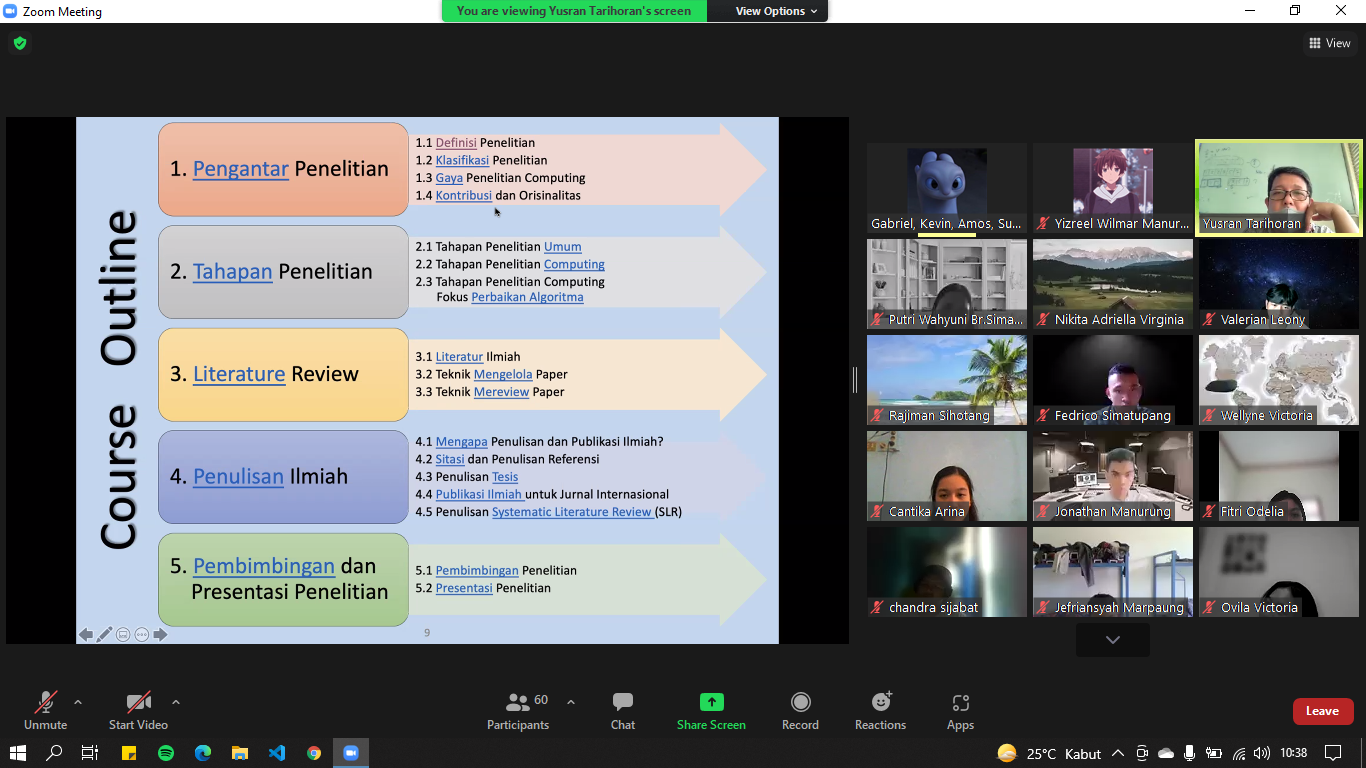 Zoom Meeting
You are viewing Yusran Tarihoran's screen
View Options
View
Course Outline
1. Pengantar Penelitian
1.1 Definisi Penelitian
1.2 Klasifikasi Penelitian
1.3 Gaya Penelitian Computing
1.4 Kontribusi dan Orisinalitas
2. Tahapan Penelitian
2.1 Tahapan Penelitian Umum
2.2 Tahapan Penelitian Computing
2.3 Tahapan Penelitian Computing
Fokus Perbaikan Algoritma
3. Literature Review
3.1 Literatur Ilmiah
3.2 Teknik Mengelola Paper
3.3 Teknik Mereview Paper
4. Penulisan Ilmiah
4.1 Mengapa Penulisan dan Publikasi Ilmiah?
4.2 Sitasi dan Penulisan Referensi
4.3 Penulisan Tesis
4.4 Publikasi Ilmiah untuk Jurnal Internasional
4.5 Penulisan Systematic Literature Review (SLR)
5. Pembimbingan dan
Presentasi Penelitian
5.1 Pembimbingan Penelitian
5.2 Presentasi Penelitian
9
Gabriel, Kevin, Amos, Su...
Yizreel Wilmar Manur...
Yusran Tarihoran
Putri Wahyuni Br.Sima...
Nikita Adriella Virginia
Valerian Leony
Rajiman Sihotang
Fedrico Simatupang
Wellyne Victoria
Cantika Arina
Jonathan Manurung
Fitri Odelia
chandra sijabat
Jefriansyah Marpaung
Ovila Victoria
Unmute
Start Video
Participants
60
Chat
Share Screen
Record
Reactions
Apps
Leave
25°C Kabut
10:38